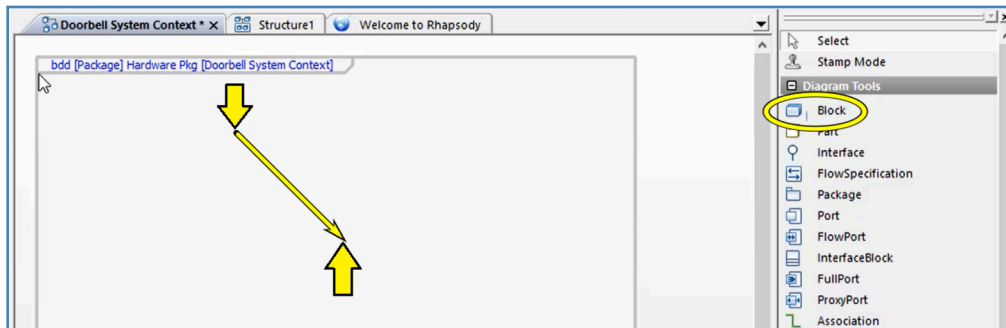 Doorbell System Context *
Structure1
Welcome to Rhapsody
bdd [Package] Hardware Pkg [Doorbell System Context]
Select
Stamp Mode
Diagram Tools
Block
Part
Interface
FlowSpecification
Package
Port
FlowPort
InterfaceBlock
FullPort
ProxyPort
Association